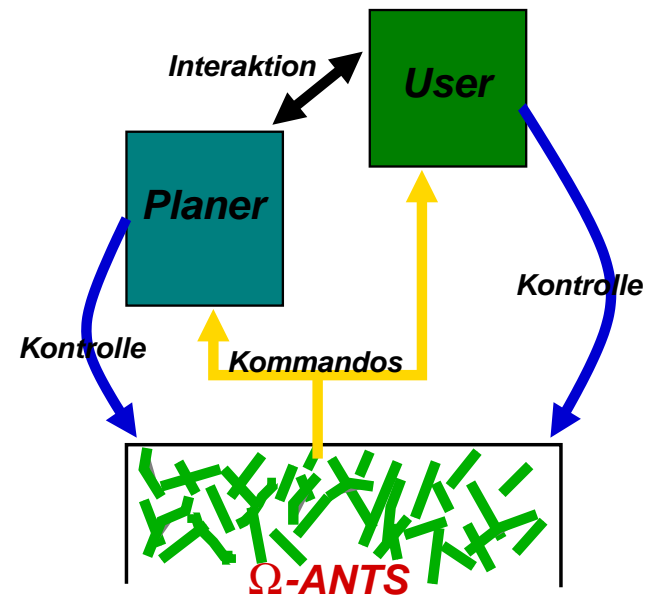 Interaktion
User
Planer
Kontrolle
Kontrolle
Kommandos
Ω-ANTS